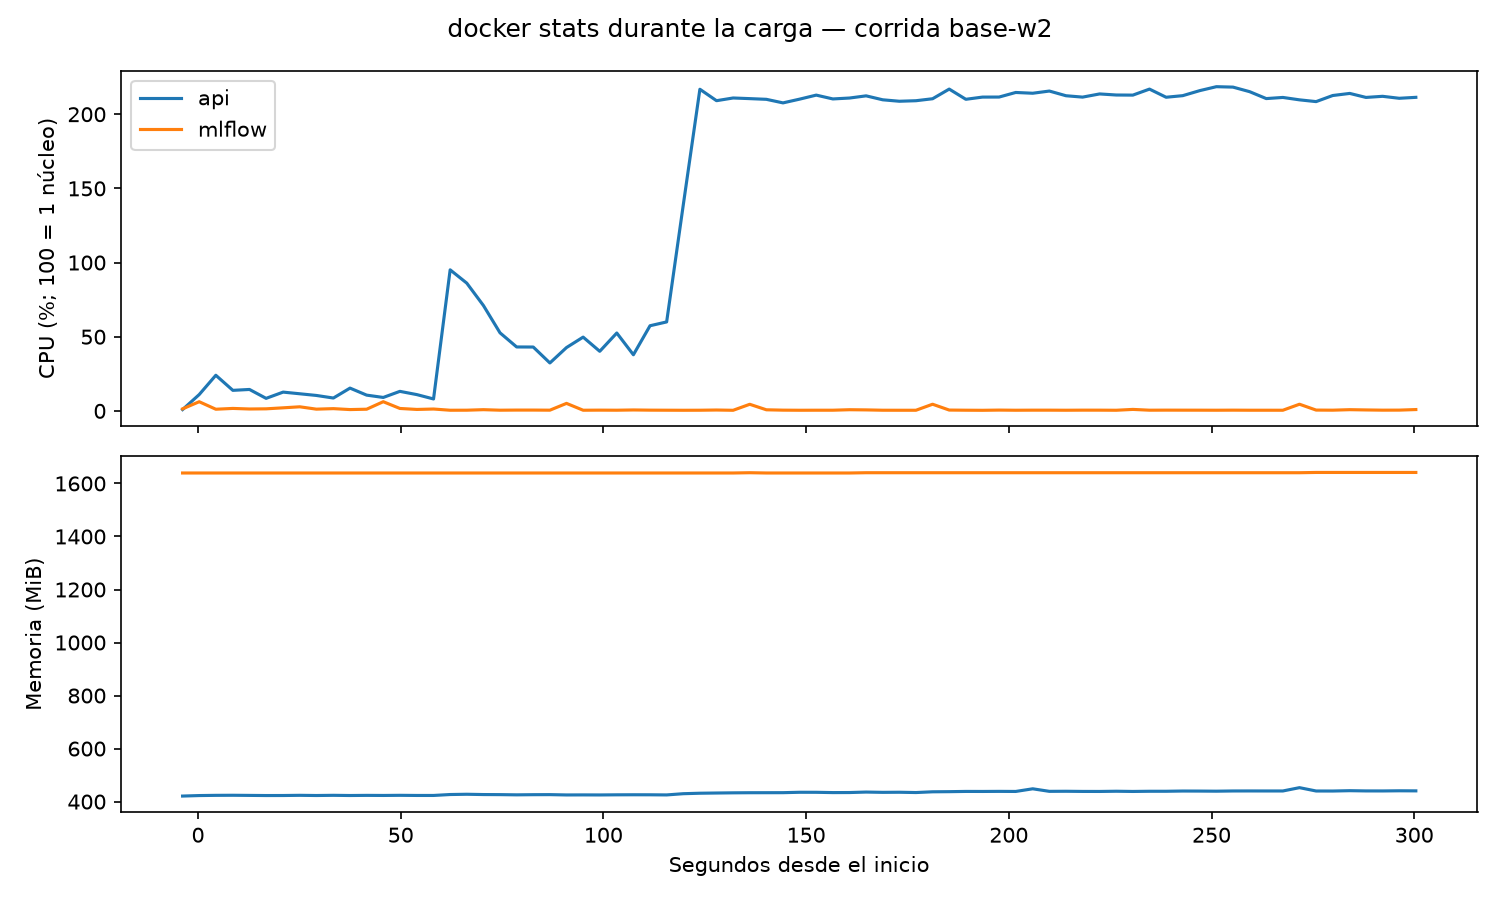 docker stats durante la carga — corrida base-w2
api
mlflow
CPU (%; 100 = 1 núcleo)
200
150
100
50
0
Memoria (MiB)
1600
1400
1200
1000
800
600
400
0 50 100 150 200 250 300
Segundos desde el inicio